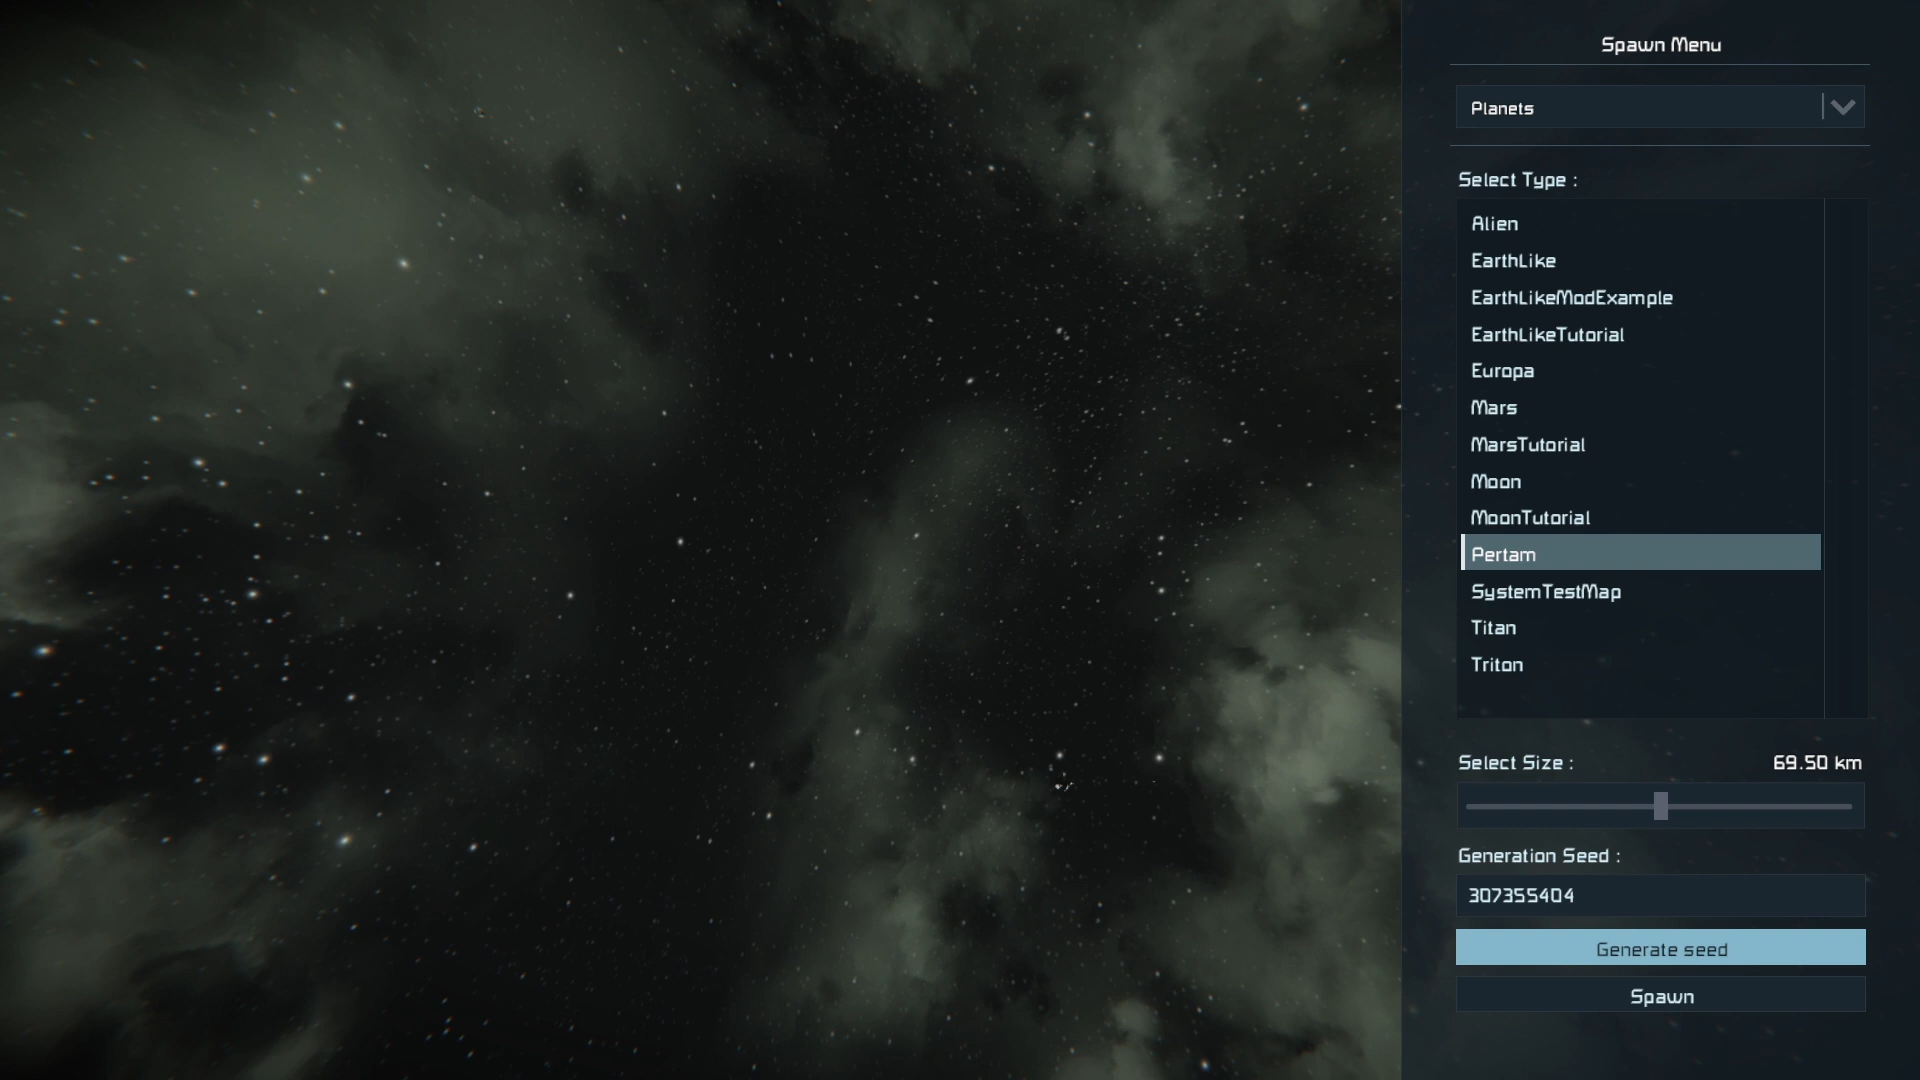 Spawn Menu
Planets
Select Type :
Alien
EarthLike
EarthLikeModExample
EarthLikeTutorial
Europa
Mars
MarsTutorial
Moon
MoonTutorial
Pertam
SystemTestMap
Titan
Triton
Select Size : 69.50 km
Generation Seed :
307355404
Generate seed
Spawn